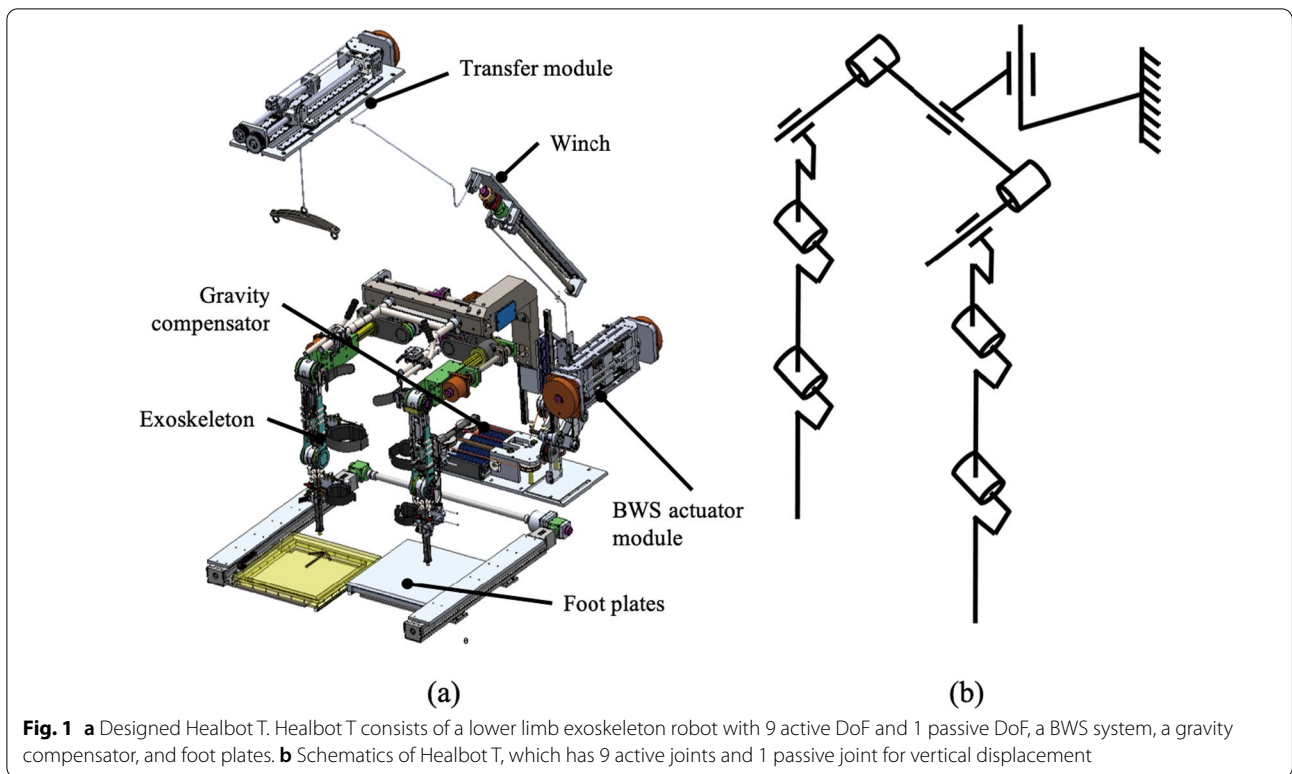 Transfer module
Winch
Gravity
compensator
Exoskeleton
BWS actuator
module
Foot plates
(a)
(b)
Fig. 1 a Designed Healbot T. Healbot T consists of a lower limb exoskeleton robot with 9 active DoF and 1 passive DoF, a BWS system, a gravity
compensator, and foot plates. b Schematics of Healbot T, which has 9 active joints and 1 passive joint for vertical displacement